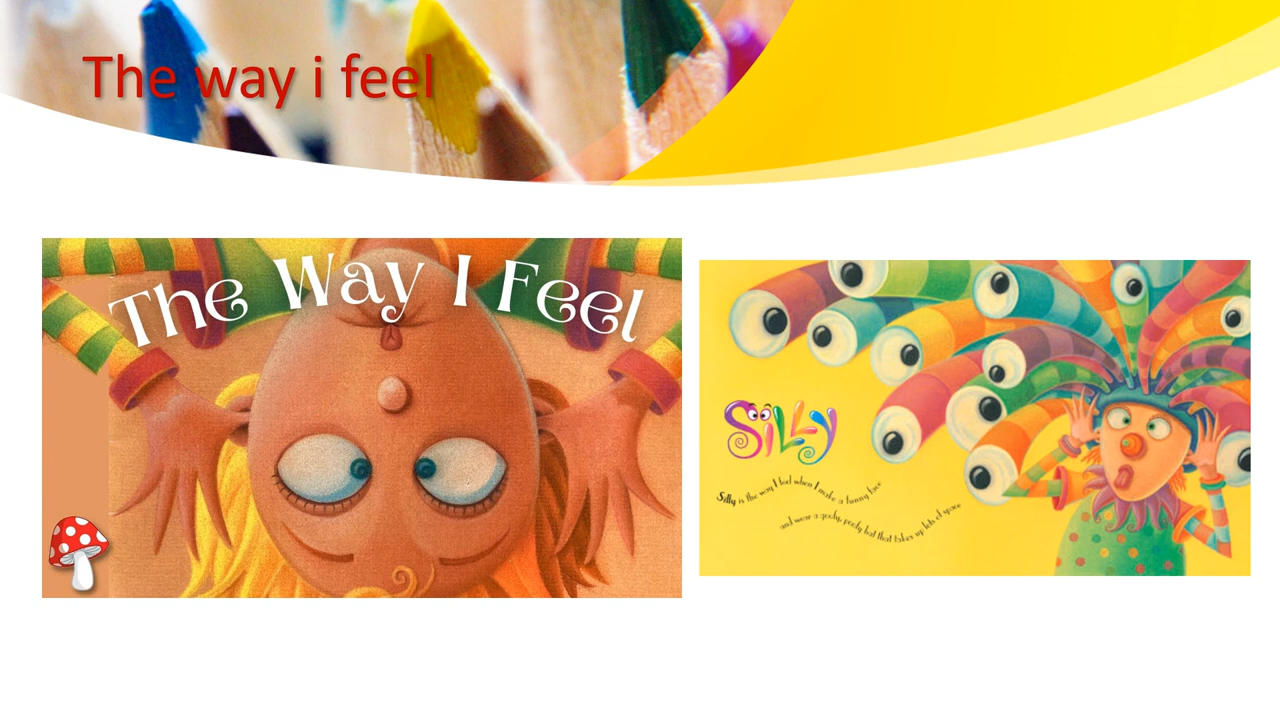 The way i feel
The Way I Feel
SiLLy
Silly is the way I feel when I make a funny face
and wear a goofy, poofy hat that takes up lots of space